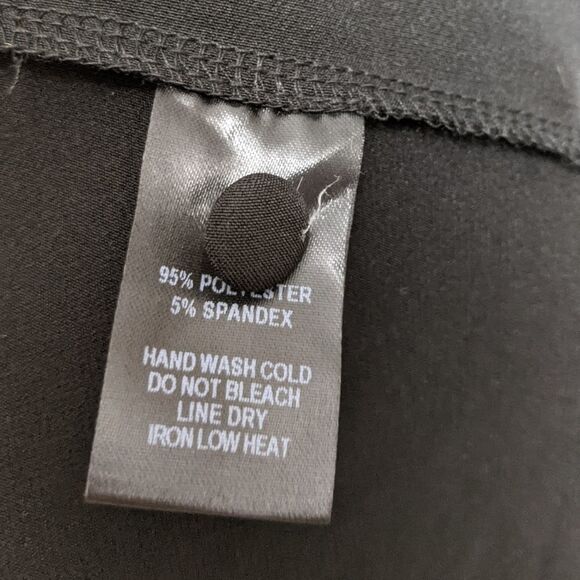 95% POLYESTER
5% SPANDEX
HAND WASH COLD
DO NOT BLEACH
LINE DRY
IRON LOW HEAT